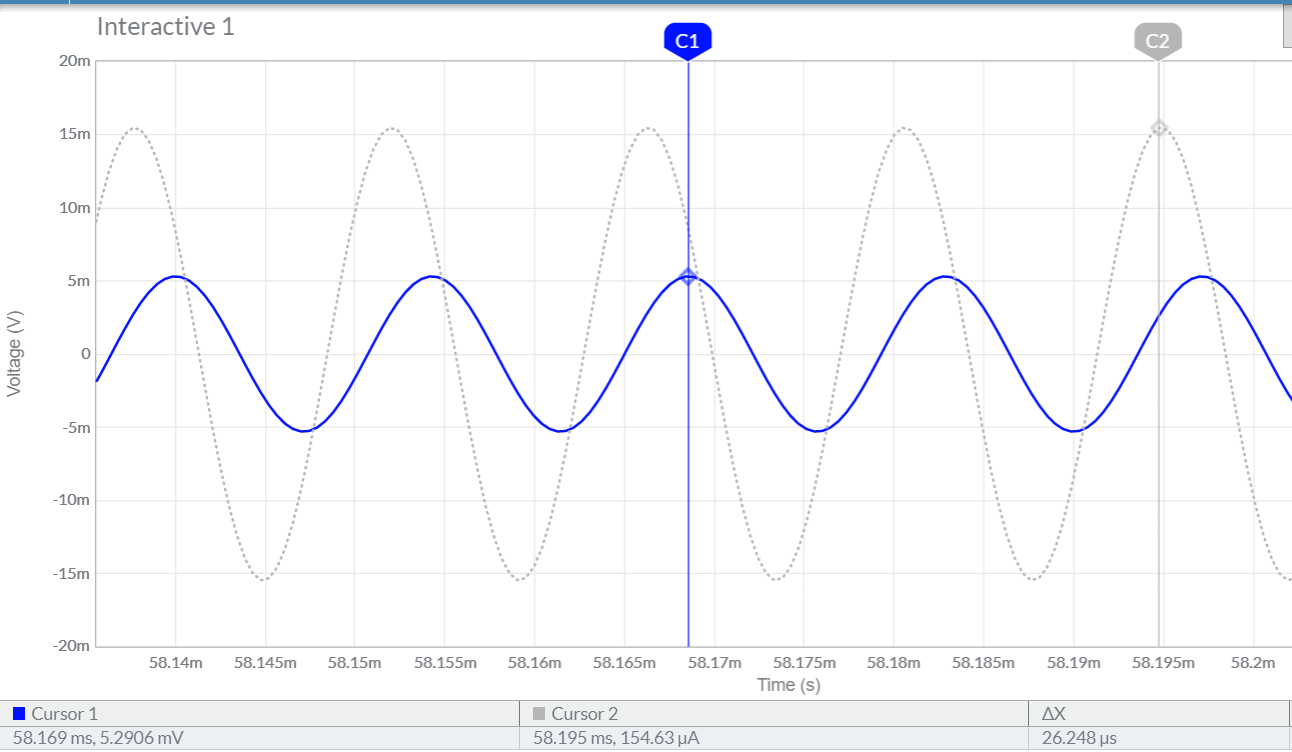 Interactive 1
C1
C2
20m
15m
10m
5m
0
-5m
-10m
-15m
-20m
Voltage (V)
58.14m 58.145m 58.15m 58.155m 58.16m 58.165m 58.17m 58.175m 58.18m 58.185m 58.19m 58.195m 58.2m
Time (s)
Cursor 1 Cursor 2 ΔX
58.169 ms, 5.2906 mV 58.195 ms, 154.63 µA 26.248 µs